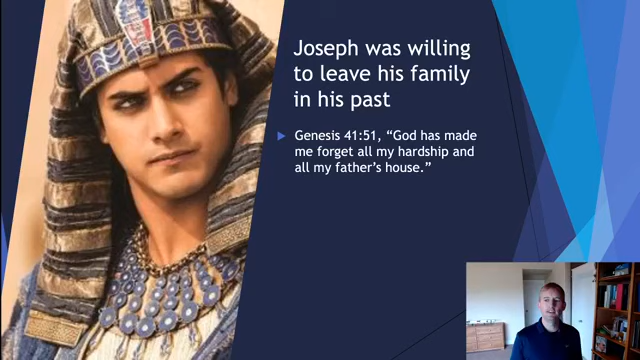 Joseph was willing
to leave his family
in his past
Genesis 41:51, “God has made
me forget all my hardship and
all my father’s house.”